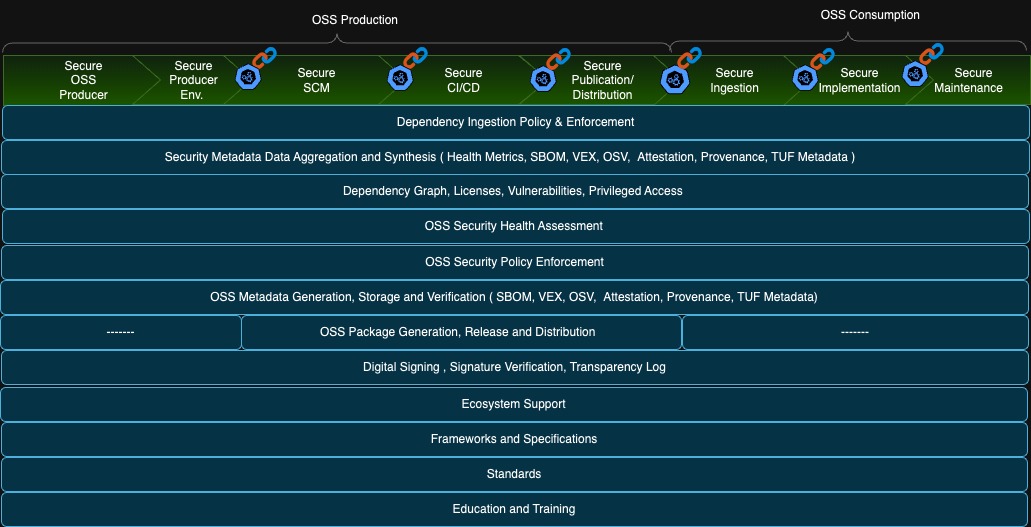 OSS Production
OSS Consumption
Secure
OSS
Producer
Secure
Producer
Env.
Secure
SCM
Secure
CI/CD
Secure
Publication/
Distribution
Secure
Ingestion
Secure
Implementation
Secure
Maintenance
Dependency Ingestion Policy & Enforcement
Security Metadata Data Aggregation and Synthesis ( Health Metrics, SBOM, VEX, OSV,  Attestation, Provenance, TUF Metadata )
Dependency Graph, Licenses, Vulnerabilities, Privileged Access
OSS Security Health Assessment
OSS Security Policy Enforcement
OSS Metadata Generation, Storage and Verification ( SBOM, VEX, OSV,  Attestation, Provenance, TUF Metadata)
-------
OSS Package Generation, Release and Distribution
-------
Digital Signing , Signature Verification, Transparency Log
Ecosystem Support
Frameworks and Specifications
Standards
Education and Training